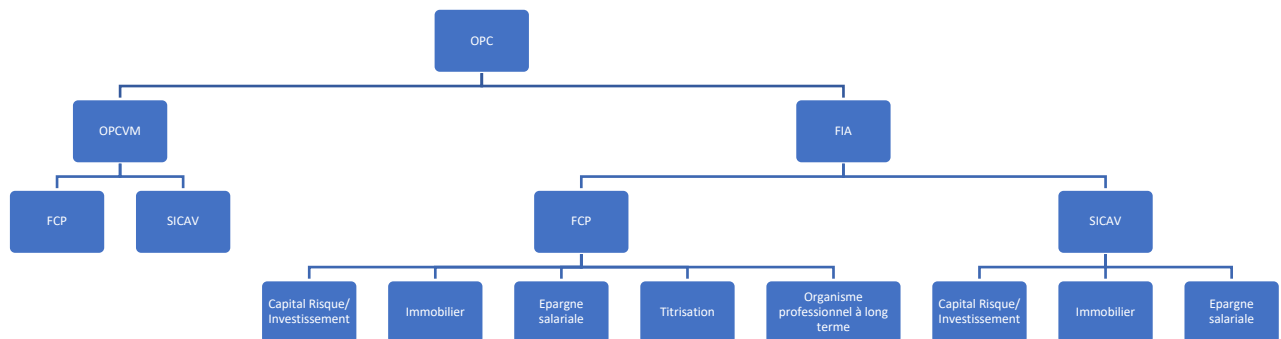 OPC
OPCVM
FIA
FCP
SICAV
FCP
SICAV
Capital Risque/
Investissement
Immobilier
Epargne
salariale
Titrisation
Organisme
professionnel à long
terme
Capital Risque/
Investissement
Immobilier
Epargne
salariale